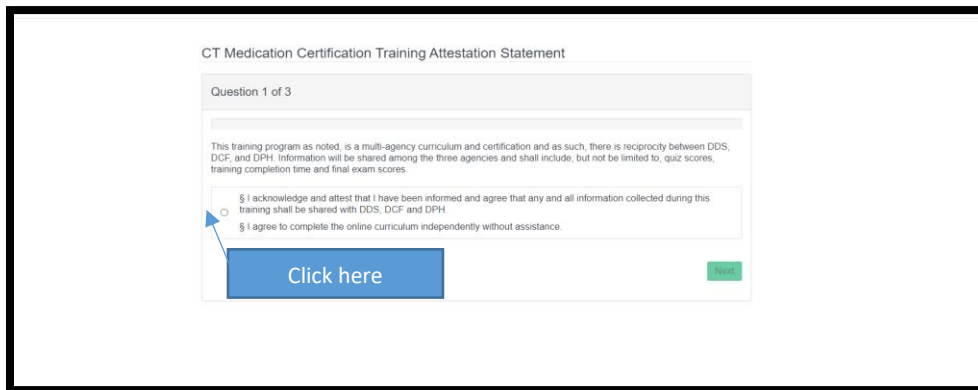 CT Medication Certification Training Attestation Statement
Question 1 of 3
This training program as noted, is a multi-agency curriculum and certification and as such, there is reciprocity between DDS,
DCF, and DPH. Information will be shared among the three agencies and shall include, but not be limited to, quiz scores,
training completion time and final exam scores.
§ I acknowledge and attest that I have been informed and agree that any and all information collected during this
training shall be shared with DDS, DCF and DPH
§ I agree to complete the online curriculum independently without assistance.
Click here
Next